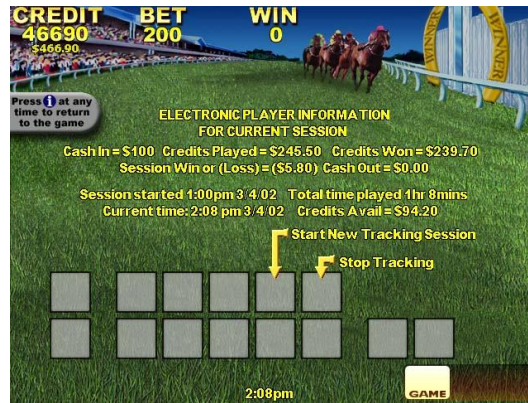 CREDIT BET WIN
46690 200 0
$466.90
WINNER WINNER
Press i at any
time to return
to the game
ELECTRONIC PLAYER INFORMATION
FOR CURRENT SESSION
Cash In = $100 Credits Played = $245.50 Credits Won = $239.70
Session Win or (Loss) = ($5.80) Cash Out = $0.00
Session started 1:00pm 3/4/02 Total time played 1hr 8mins
Current time: 2:08 pm 3/4/02 Credits Avail = $94.20
Start New Tracking Session
Stop Tracking
GAME
2:08pm